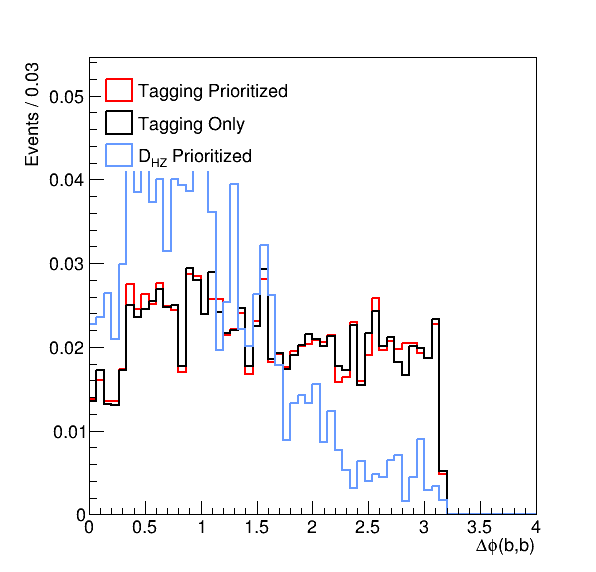 Events / 0.03
Tagging Prioritized
Tagging Only
D_HZ Prioritized
0.05
0.04
0.03
0.02
0.01
0
0 0.5 1 1.5 2 2.5 3 3.5 4
Δϕ(b,b)